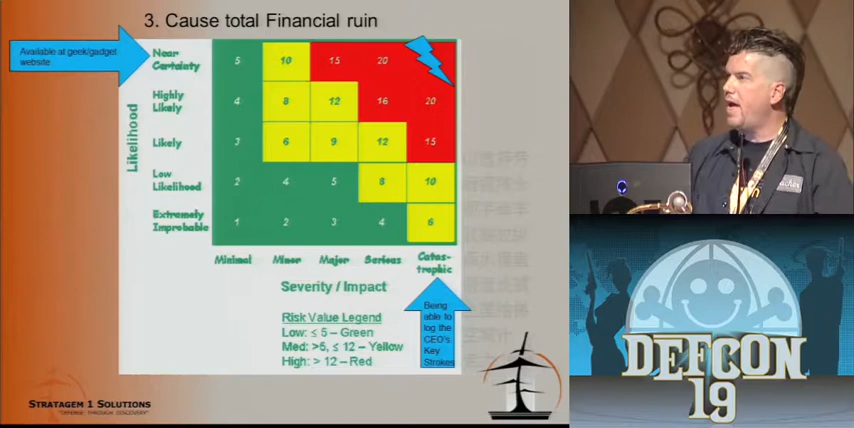 3. Cause total Financial ruin
Available at geek/gadget
website
Near
Certainty
5 10 15 20
Highly
Likely
4 8 12 16 20
Likely
3 6 9 12 15
Low
Likelihood
2 4 5 8 10
Extremely
Improbable
1 2 3 4 6
Likelihood
Minimal Minor Major Serious Catas-
trophic
Severity / Impact
Risk Value Legend
Low: ≤ 5 – Green
Med: >5, ≤ 12 – Yellow
High: > 12 – Red
Being
able to
log the
CEO's
Key
Strokes
STRATAGEM 1 SOLUTIONS
"DEFENSE THROUGH DISCOVERY"
DEFCON
19